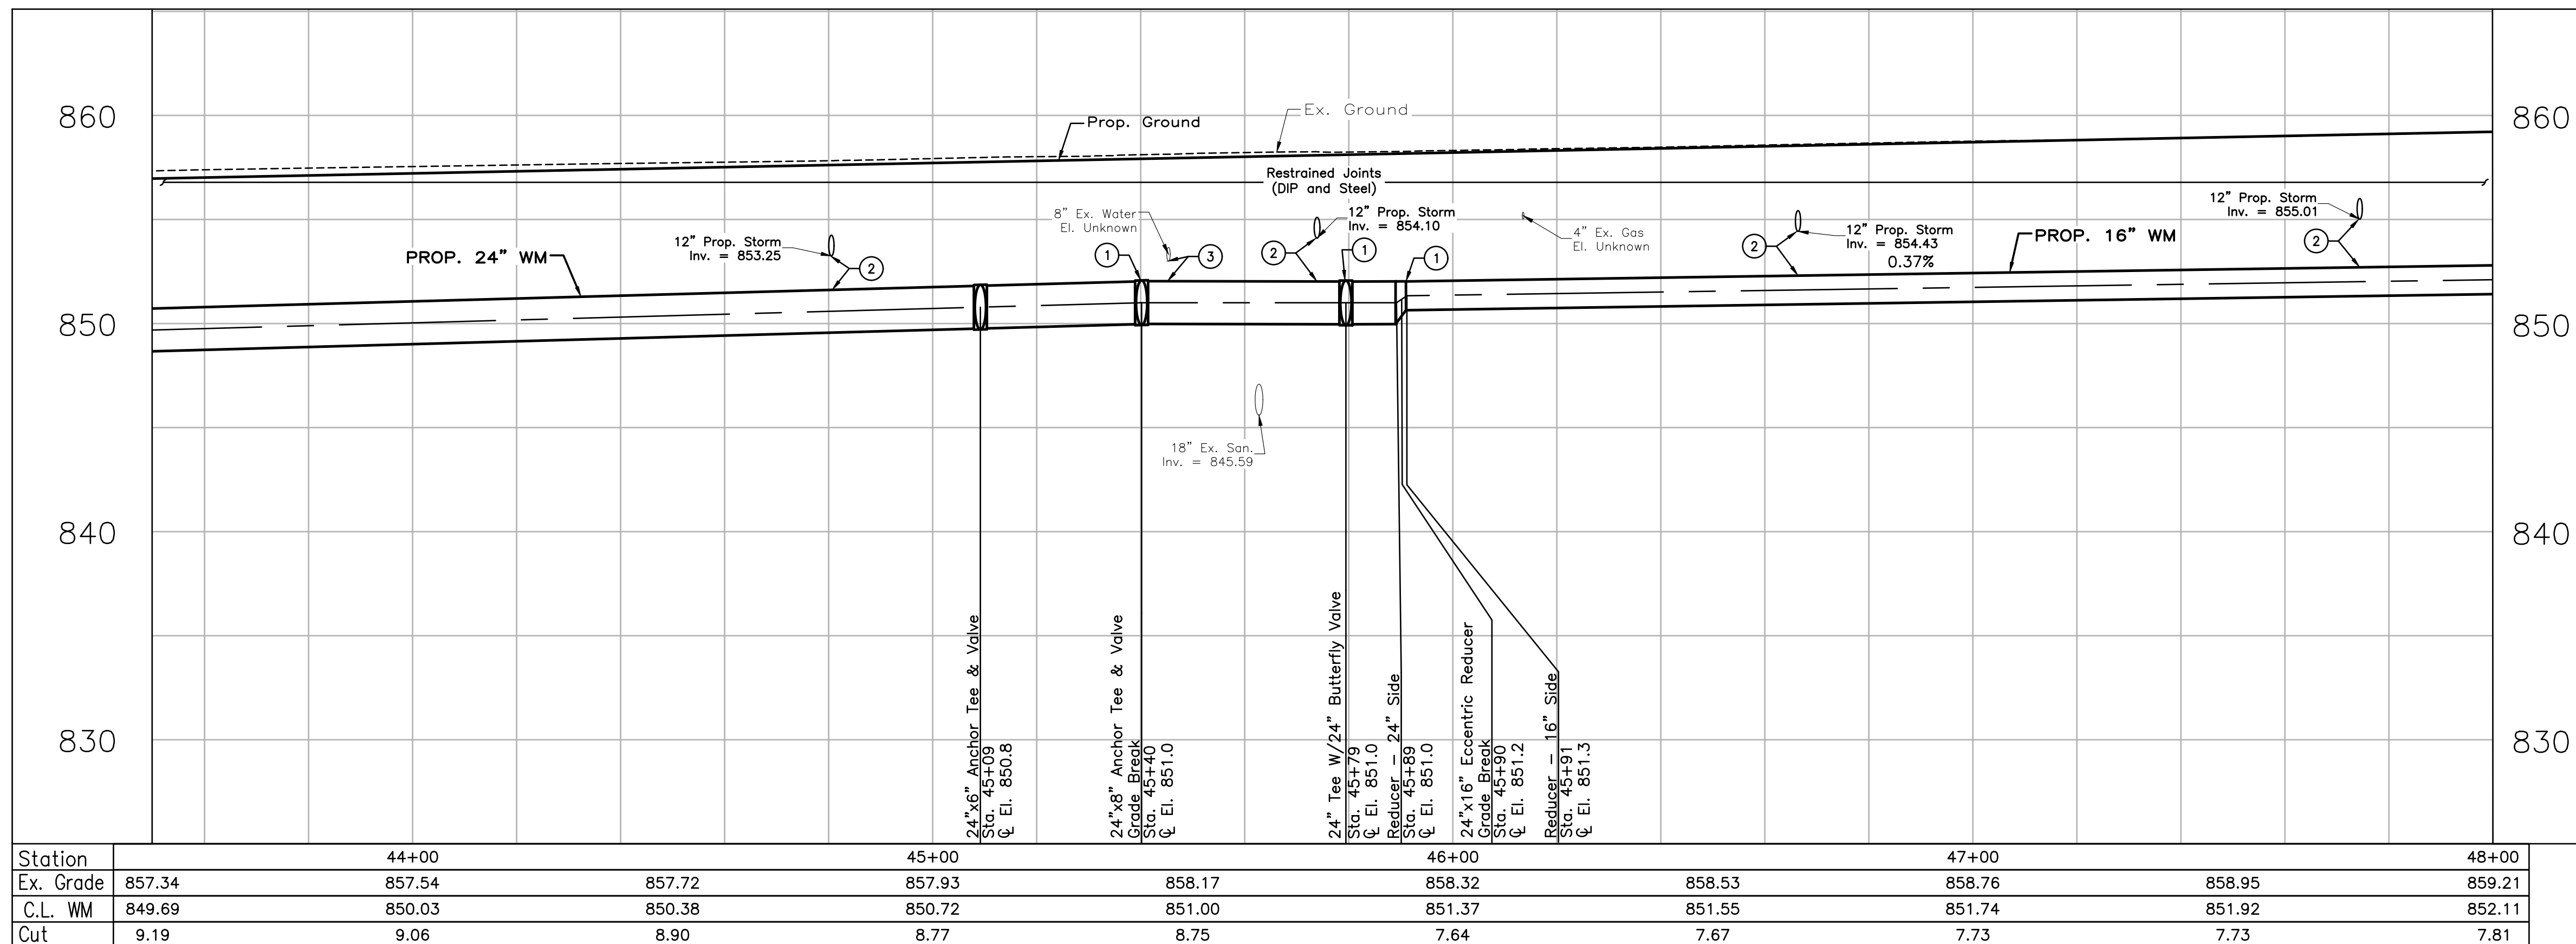 860
860
Prop. Ground
Ex. Ground
Restrained Joints
(DIP and Steel)
8" Ex. Water
El. Unknown
12" Prop. Storm
Inv. = 854.10
4" Ex. Gas
El. Unknown
12" Prop. Storm
Inv. = 855.01
12" Prop. Storm
Inv. = 853.25
PROP. 24" WM
2
1
3
2
1
1
2
12" Prop. Storm
Inv. = 854.43
0.37%
PROP. 16" WM
2
850
850
18" Ex. San.
Inv. = 845.59
840
840
830
830
24"x6" Anchor Tee & Valve
Sta. 45+09
℄ El. 850.8
24"x8" Anchor Tee & Valve
Grade Break
Sta. 45+40
℄ El. 851.0
24" Tee W/24" Butterfly Valve
Sta. 45+79
℄ El. 851.0
Reducer - 24" Side
Sta. 45+89
℄ El. 851.0
24"x16" Eccentric Reducer
Grade Break
Sta. 45+90
℄ El. 851.2
Reducer - 16" Side
Sta. 45+91
℄ El. 851.3
Station 44+00 45+00 46+00 47+00 48+00
Ex. Grade 857.34 857.54 857.72 857.93 858.17 858.32 858.53 858.76 858.95 859.21
C.L. WM 849.69 850.03 850.38 850.72 851.00 851.37 851.55 851.74 851.92 852.11
Cut 9.19 9.06 8.90 8.77 8.75 7.64 7.67 7.73 7.73 7.81